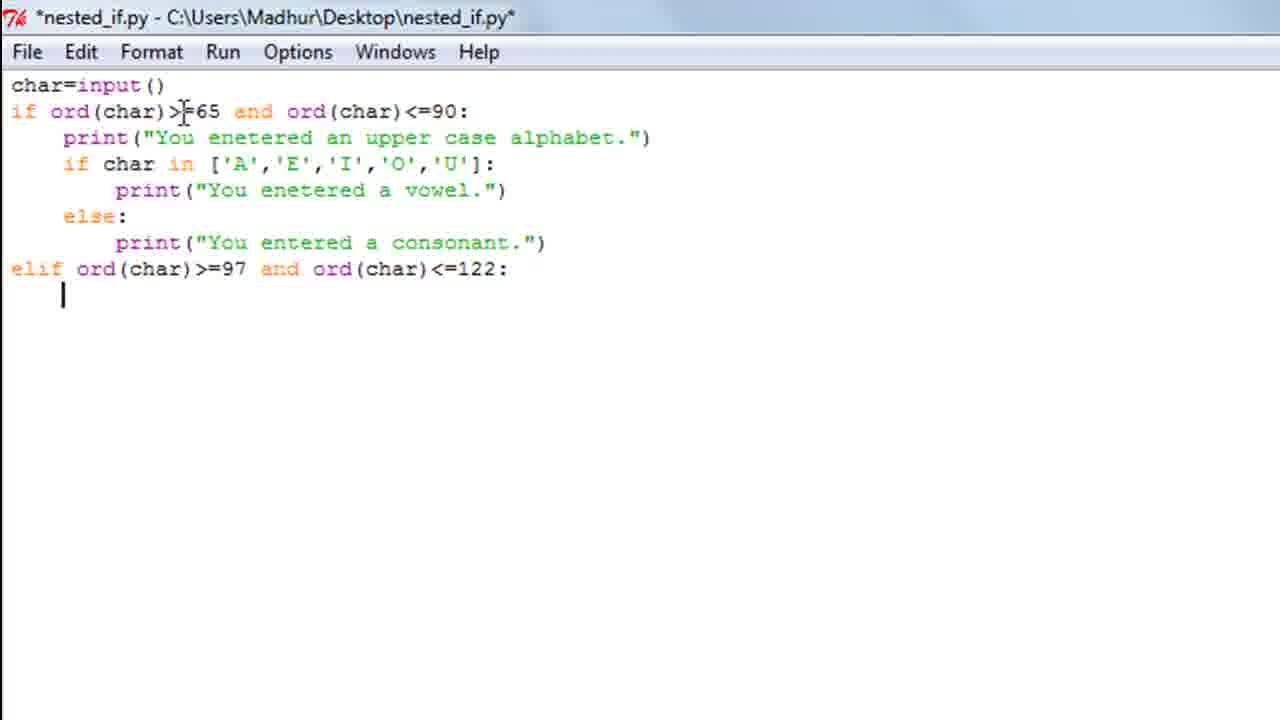 *nested_if.py - C:\Users\Madhur\Desktop\nested_if.py*
File Edit Format Run Options Windows Help
char=input()
if ord(char)>=65 and ord(char)<=90:
    print("You enetered an upper case alphabet.")
    if char in ['A','E','I','O','U']:
        print("You enetered a vowel.")
    else:
        print("You entered a consonant.")
elif ord(char)>=97 and ord(char)<=122: